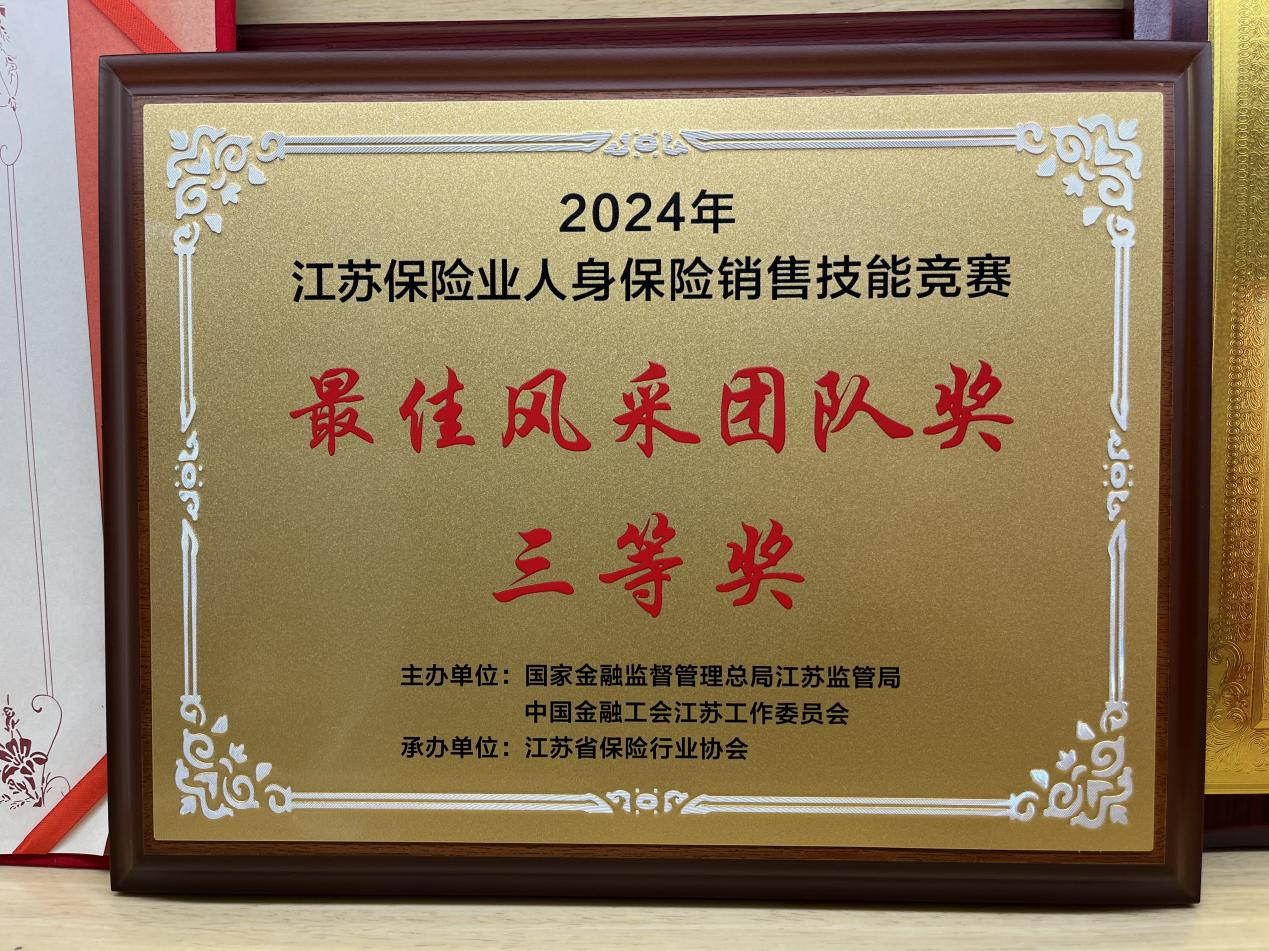 2024年
江苏保险业人身保险销售技能竞赛
最佳风采团队奖
三等奖
主办单位：国家金融监督管理总局江苏监管局
中国金融工会江苏工作委员会
承办单位：江苏省保险行业协会